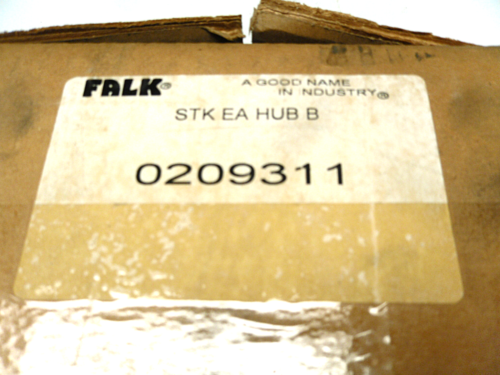 FALK® A GOOD NAME
IN INDUSTRY®
STK EA HUB B
0209311